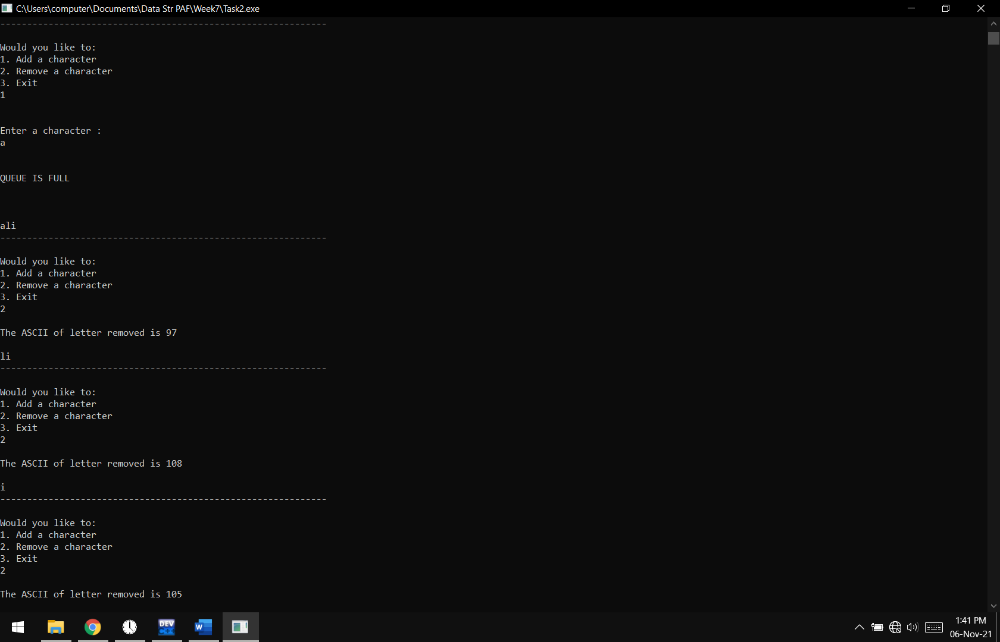 C:\Users\computer\Documents\Data Str PAF\Week7\Task2.exe
------------------------------------------------------------- 
Would you like to:
1. Add a character
2. Remove a character
3. Exit
1
Enter a character :
a
QUEUE IS FULL
ali
-------------------------------------------------------------
Would you like to:
1. Add a character
2. Remove a character
3. Exit
2
The ASCII of letter removed is 97
li
-------------------------------------------------------------
Would you like to:
1. Add a character
2. Remove a character
3. Exit
2
The ASCII of letter removed is 108
i
-------------------------------------------------------------
Would you like to:
1. Add a character
2. Remove a character
3. Exit
2
The ASCII of letter removed is 105
DEV
C++
W
1:41 PM
06-Nov-21